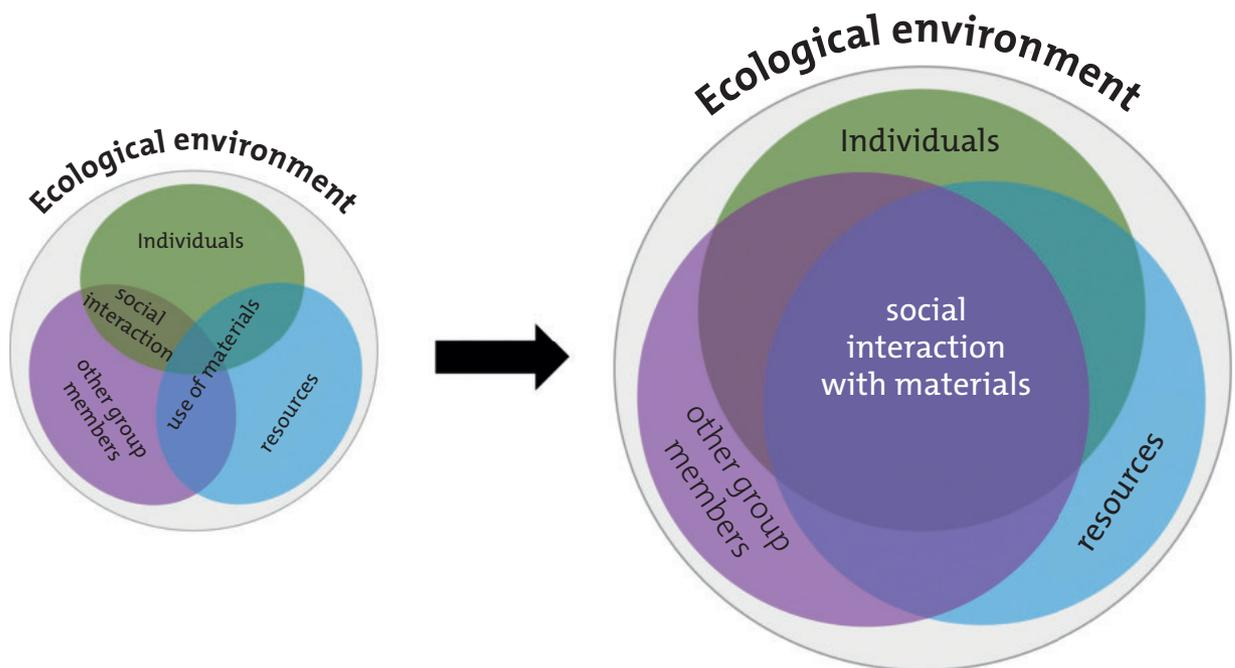 Ecological environment
Individuals
social
interaction
use of materials
other group
members
resources
Ecological environment
Individuals
social
interaction
with materials
other group
members
resources